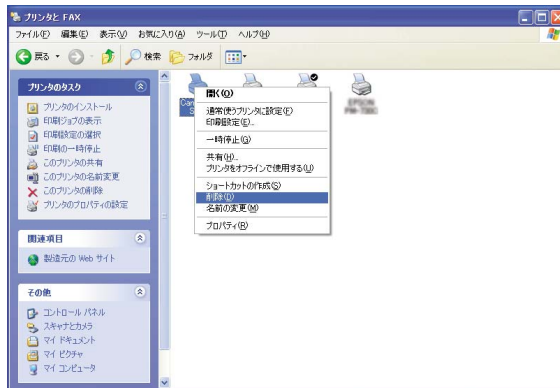 プリンタと FAX
ファイル(F) 編集(E) 表示(V) お気に入り(A) ツール(T) ヘルプ(H)
戻る 検索 フォルダ
プリンタのタスク
プリンタのインストール
印刷ジョブの表示
印刷設定の選択
印刷の一時停止
このプリンタの共有
このプリンタの名前変更
このプリンタの削除
プリンタのプロパティの設定
関連項目
製造元の Web サイト
その他
コントロール パネル
スキャナとカメラ
マイ ドキュメント
マイ ピクチャ
マイ コンピュータ
開く(O)
通常使うプリンタに設定(F)
印刷設定(E)...
一時停止(G)
共有(H)...
プリンタをオフラインで使用する(U)
ショートカットの作成(S)
削除(D)
名前の変更(M)
プロパティ(R)